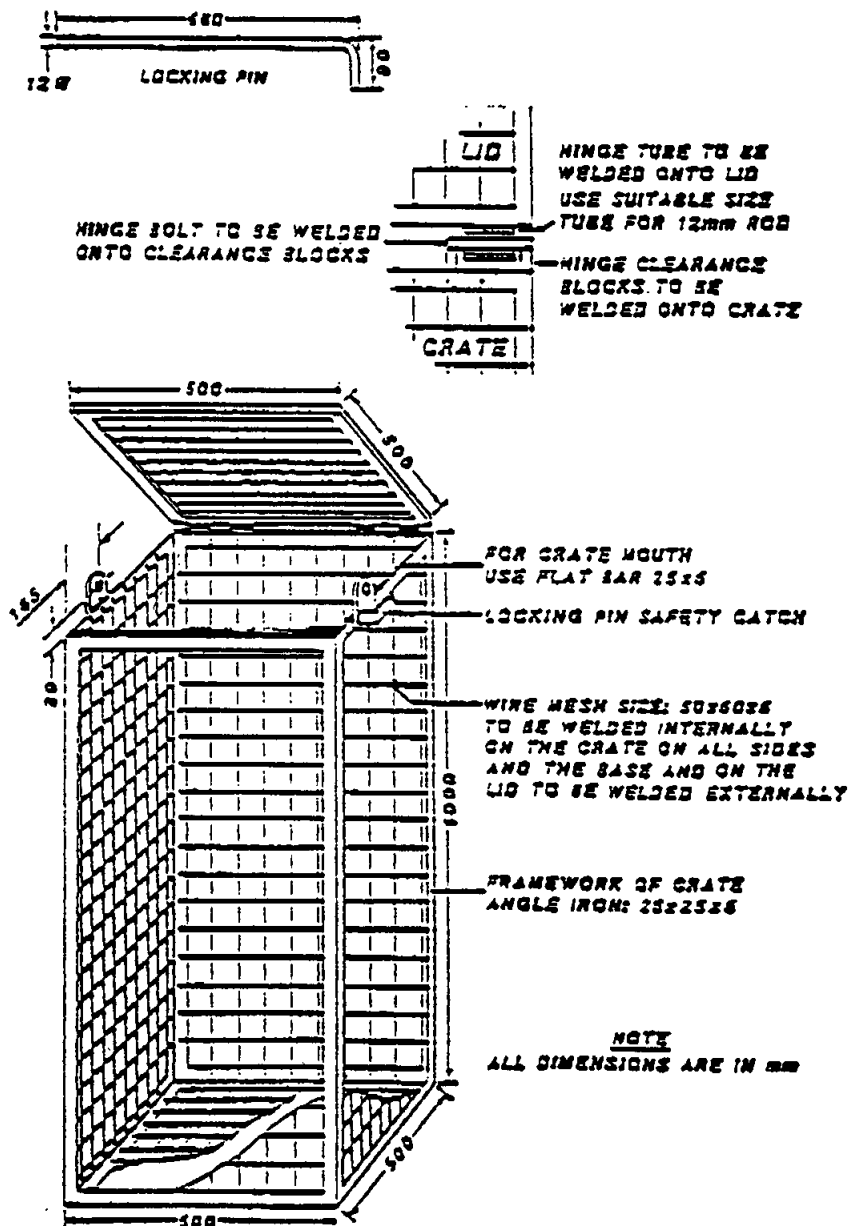 LOCKING PIN
LID
HINGE TUBE TO BE
WELDED ONTO LID
USE SUITABLE SIZE
TUBE FOR 12mm ROD
HINGE BOLT TO BE WELDED
ONTO CLEARANCE BLOCKS
HINGE CLEARANCE
BLOCKS TO BE
WELDED ONTO CRATE
CRATE
500
500
FOR CRATE MOUTH
USE FLAT BAR
LOCKING PIN SAFETY CATCH
WIRE MESH SIZE:
TO BE WELDED INTERNALLY
ON THE CRATE ON ALL SIDES
AND THE BASE AND ON THE
LID TO BE WELDED EXTERNALLY
1000
FRAMEWORK OF CRATE
ANGLE IRON:
NOTE
ALL DIMENSIONS ARE IN mm
500
500